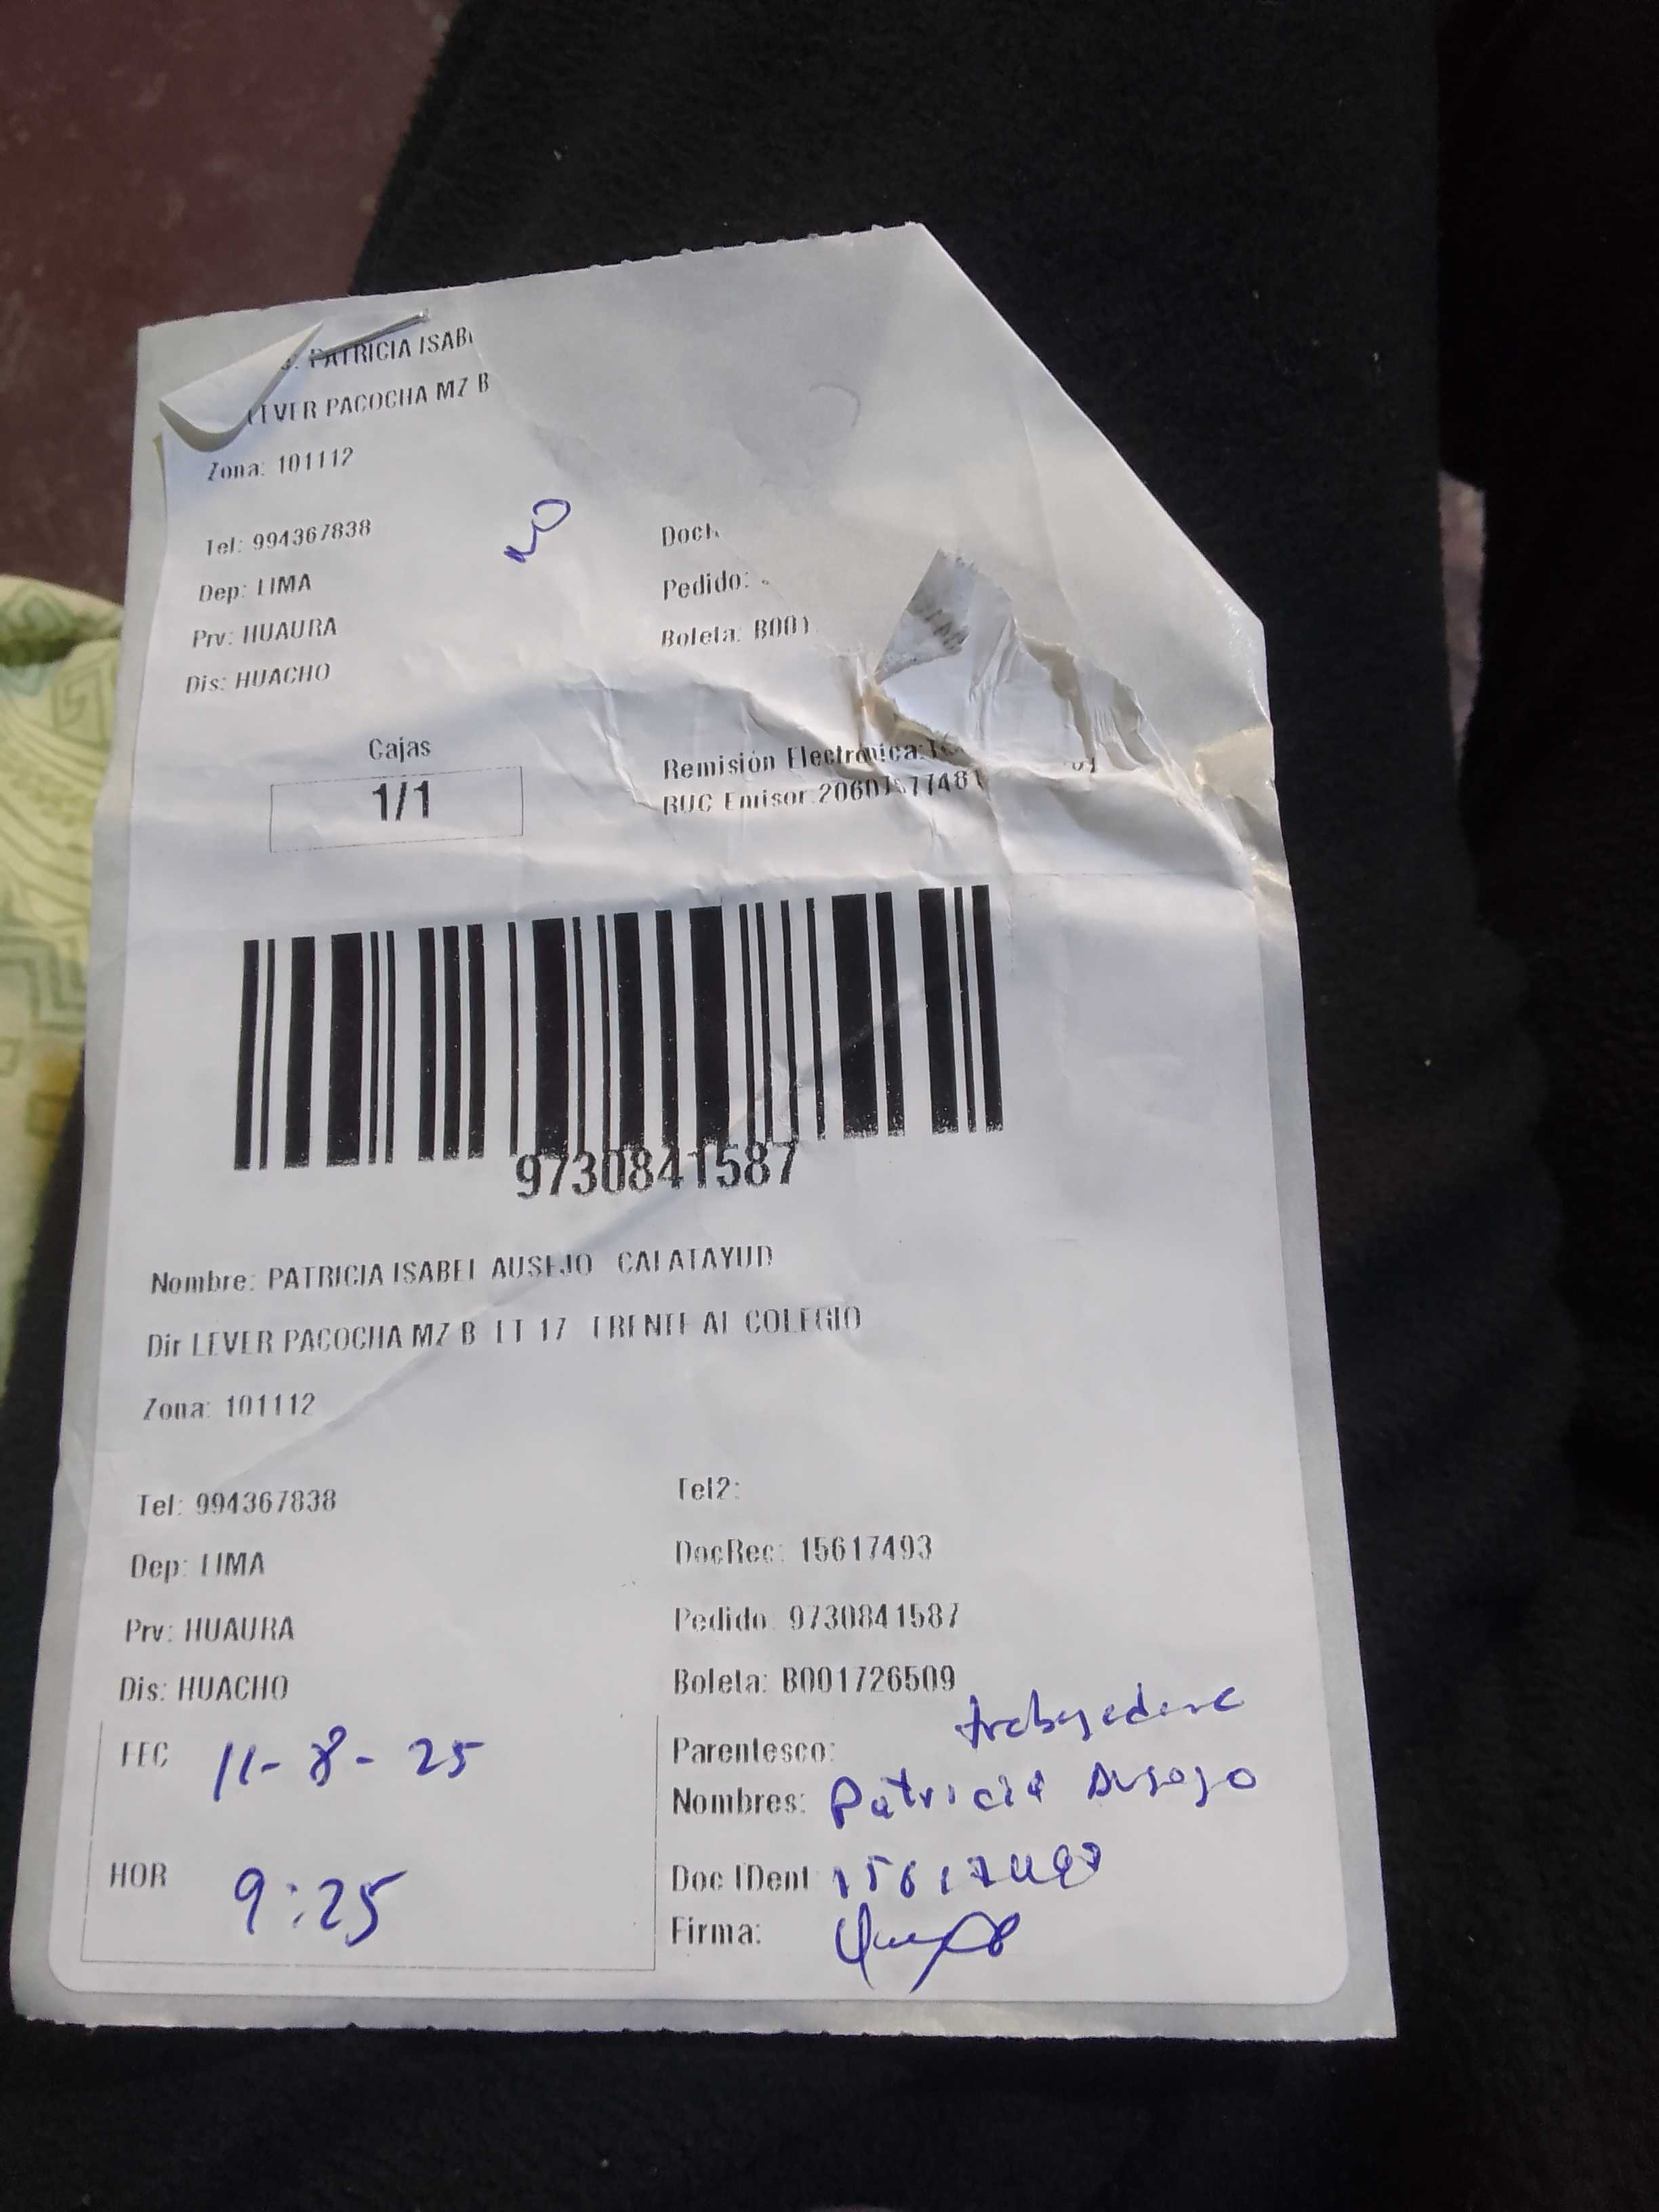 PATRICIA ISAB
LEVER PACOCHA MZ B
Zona: 101112
Tel: 994367838
Dep: LIMA
Prv: HUAURA
Dis: HUACHO
Pedido:
Boleta: B001
Cajas
1/1
Remisión Electrónica:
RUC Emisor:
9730841587
Nombre: PATRICIA ISABEL AUSEJO CALATAYUD
Dir LEVER PACOCHA MZ B LT 17 FRENTE AL COLEGIO
Zona: 101112
Tel: 994367838
Tel2:
Dep: LIMA
DocRec: 15617493
Prv: HUAURA
Pedido: 9730841587
Dis: HUACHO
Boleta: B001726509
FEC 11-8-25
Parentesco:
Nombres: Patricia Ausejo
HOR 9:25
Doc IDent
Firma: